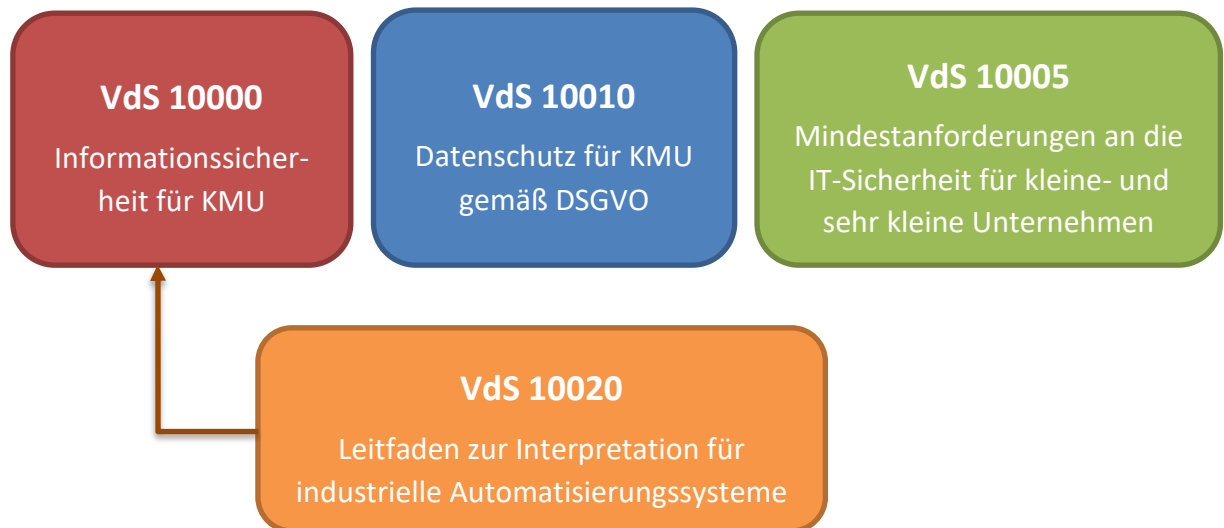 VdS 10000
Informationssicher-
heit für KMU
VdS 10010
Datenschutz für KMU
gemäß DSGVO
VdS 10005
Mindestanforderungen an die
IT-Sicherheit für kleine- und
sehr kleine Unternehmen
VdS 10020
Leitfaden zur Interpretation für
industrielle Automatisierungssysteme